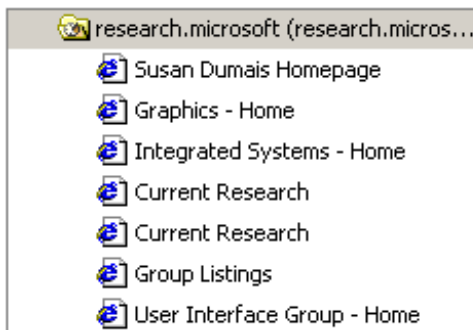 research.microsoft (research.micros...
Susan Dumais Homepage
Graphics - Home
Integrated Systems - Home
Current Research
Current Research
Group Listings
User Interface Group - Home